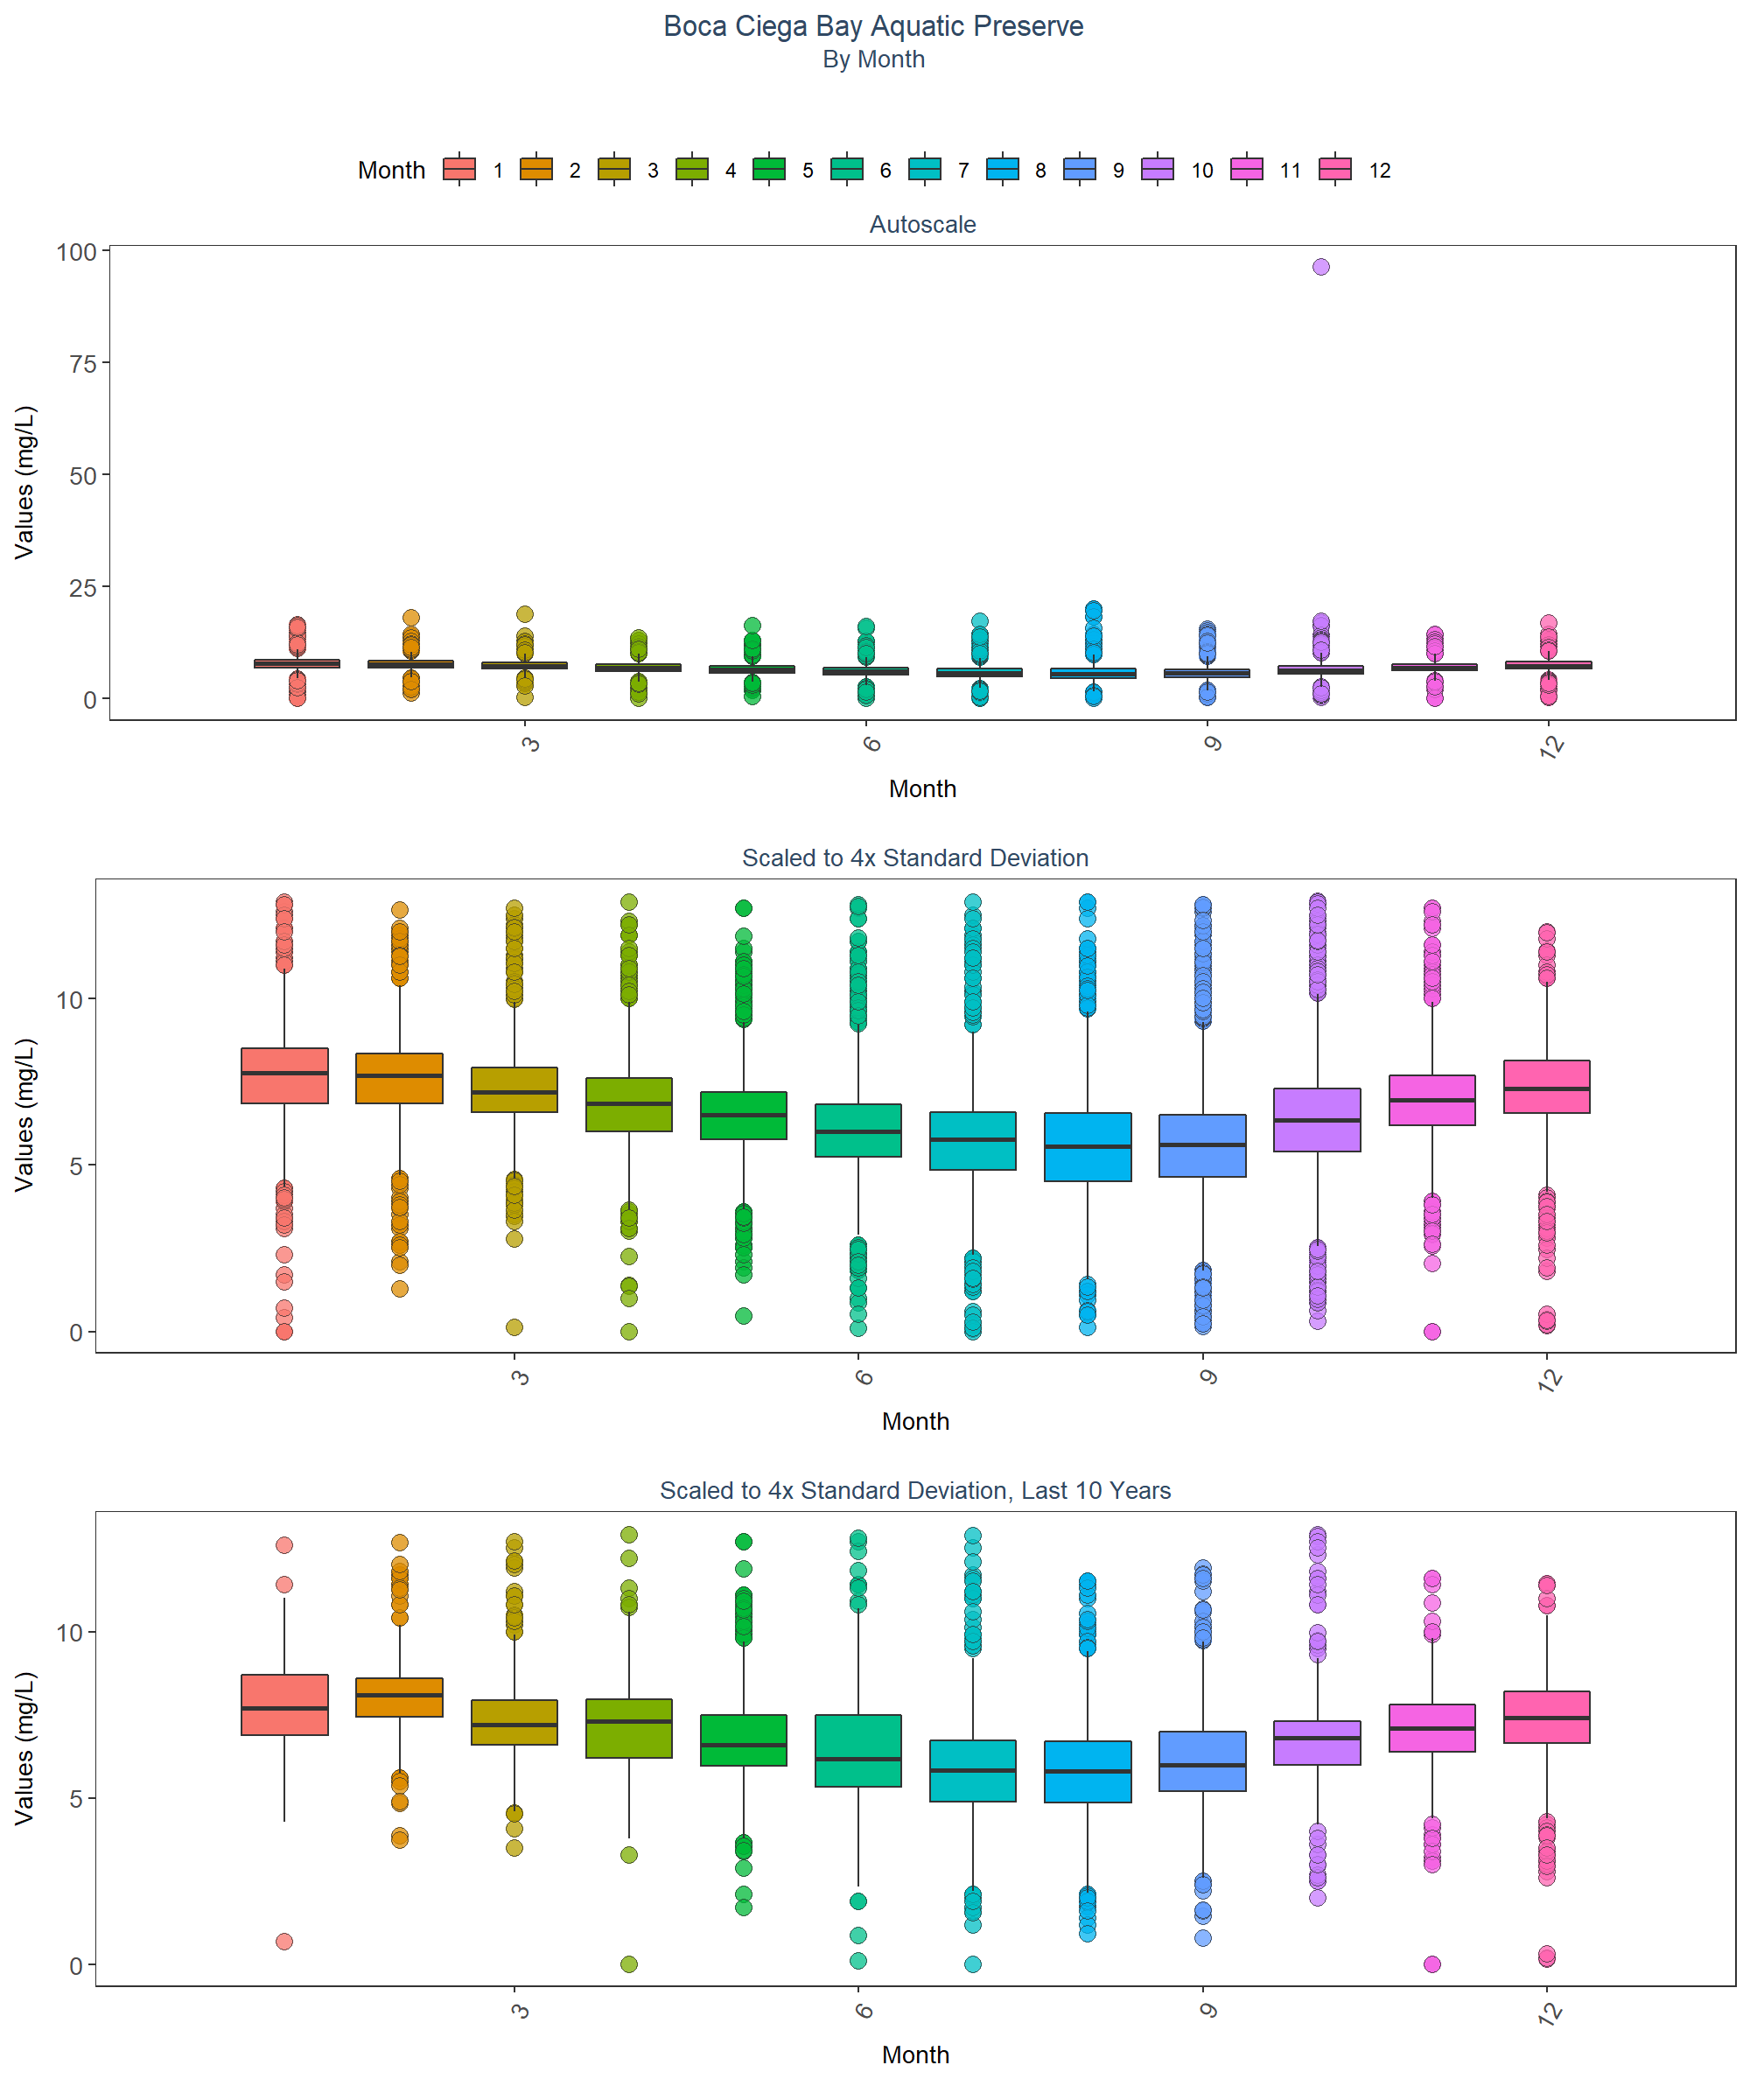 Boca Ciega Bay Aquatic Preserve
By Month
Month 1 2 3 4 5 6 7 8 9 10 11 12
Autoscale
Values (mg/L)
100
75
50
25
0
3 6 9 12
Month
Scaled to 4x Standard Deviation
Values (mg/L)
10
5
0
3 6 9 12
Month
Scaled to 4x Standard Deviation, Last 10 Years
Values (mg/L)
10
5
0
3 6 9 12
Month